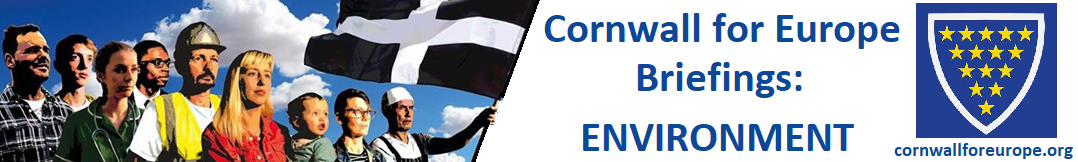 Cornwall for Europe
Briefings:
ENVIRONMENT
cornwallforeurope.org